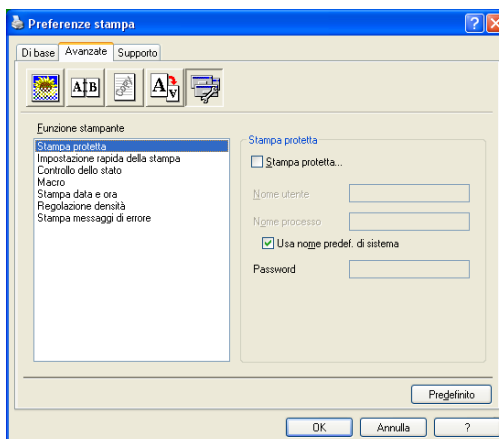 Preferenze stampa
Di base Avanzate Supporto
A B
A
Funzione stampante
Stampa protetta
Impostazione rapida della stampa
Controllo dello stato
Macro
Stampa data e ora
Regolazione densità
Stampa messaggi di errore
Stampa protetta
Stampa protetta...
Nome utente
Nome processo
Usa nome predef. di sistema
Password
Predefinito
OK Annulla ?